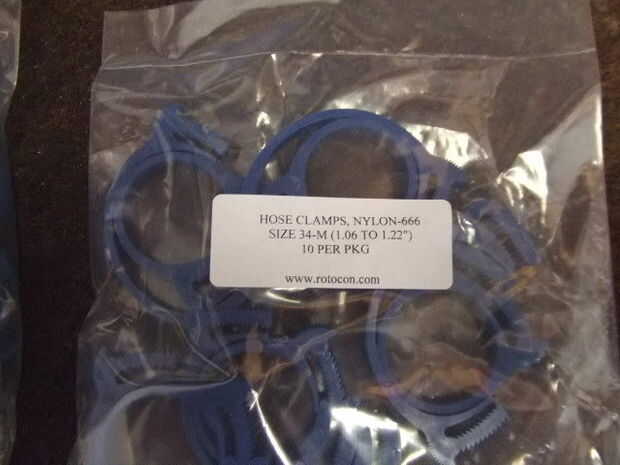 HOSE CLAMPS, NYLON-666
SIZE 34-M (1.06 TO 1.22")
10 PER PKG
www.rotocon.com